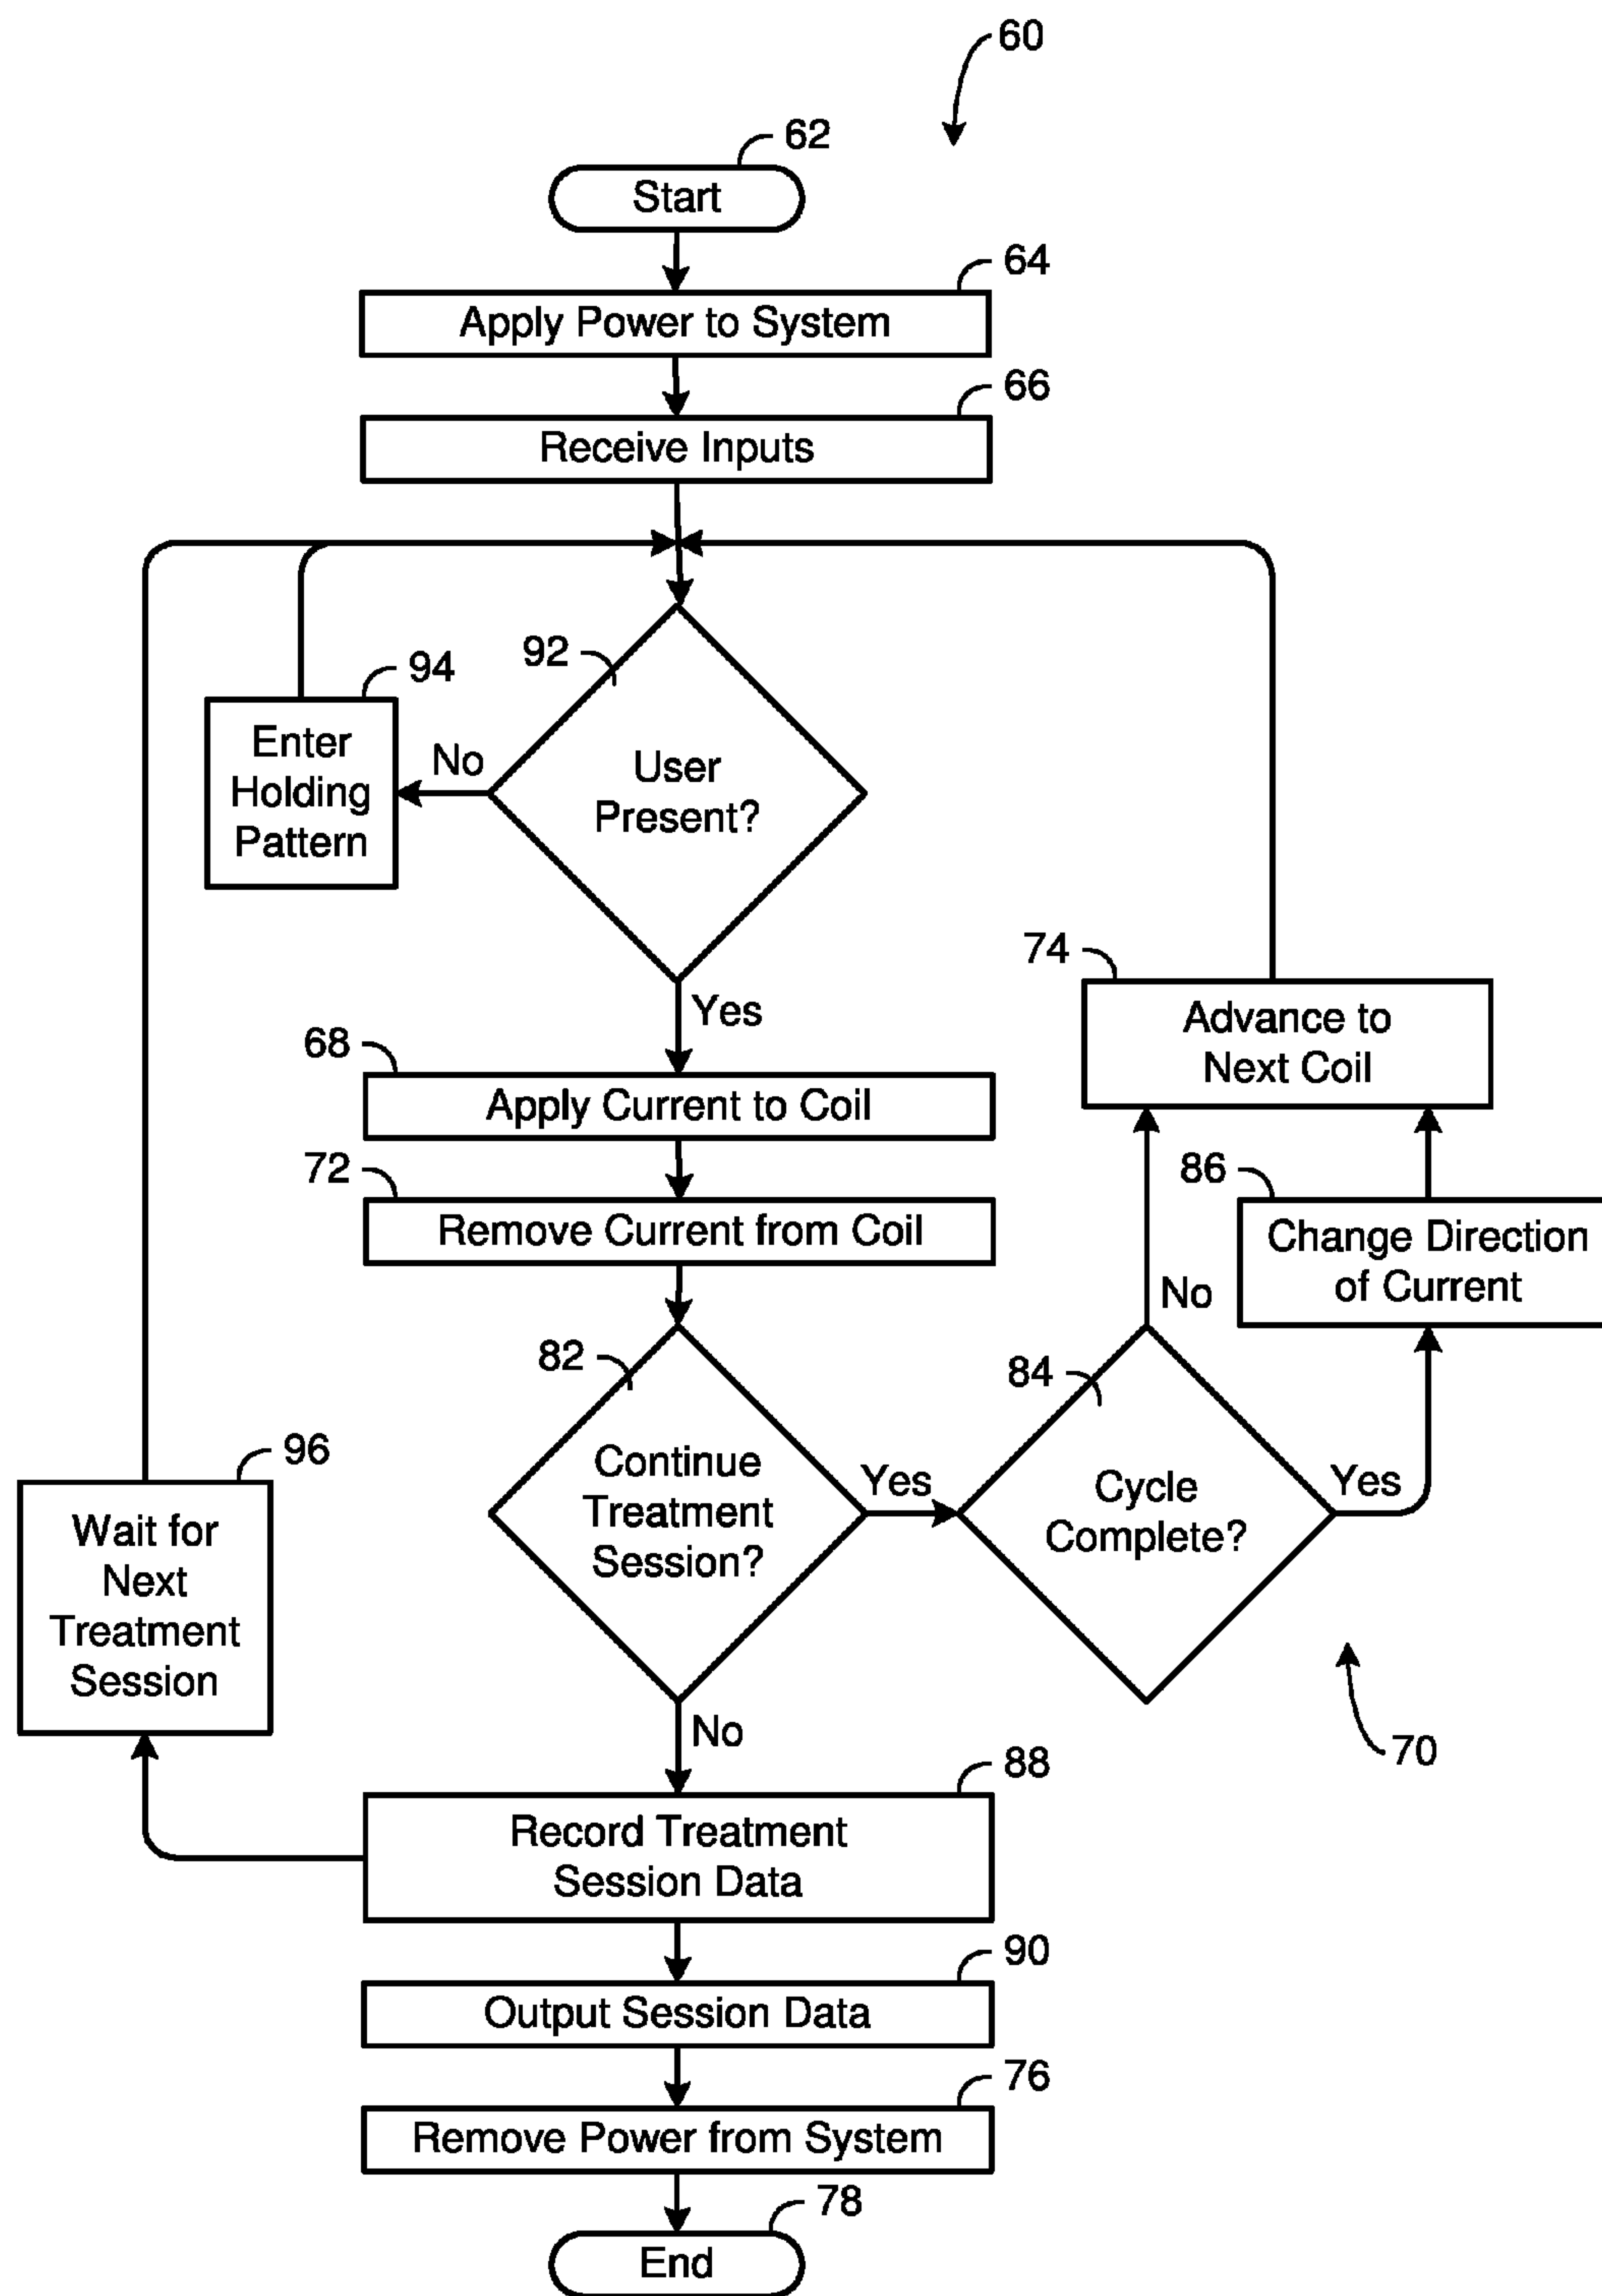 60
62
Start
64
Apply Power to System
66
Receive Inputs
92
94
Enter
Holding
Pattern
No
User
Present?
Yes
74
Advance to
Next Coil
68
Apply Current to Coil
72
Remove Current from Coil
86
Change Direction
of Current
No
82
84
Continue
Treatment
Session?
Yes
Cycle
Complete?
Yes
96
Wait for
Next
Treatment
Session
No
70
88
Record Treatment
Session Data
90
Output Session Data
76
Remove Power from System
78
End